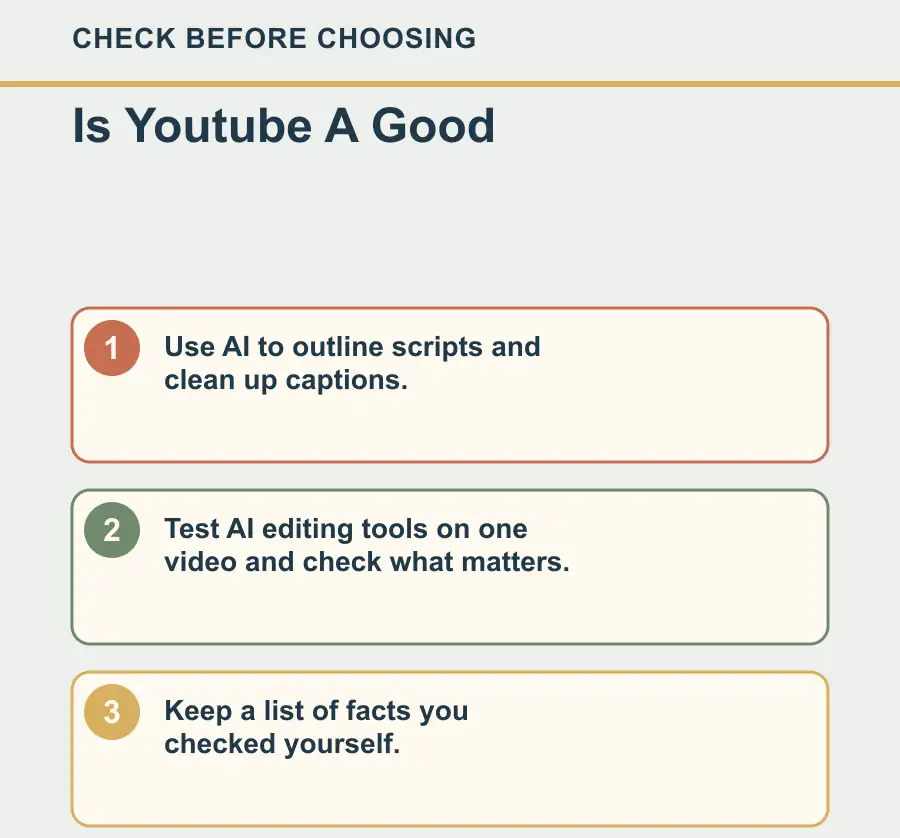 CHECK BEFORE CHOOSING
Is Youtube A Good
1
Use AI to outline scripts and
clean up captions.
2
Test AI editing tools on one
video and check what matters.
3
Keep a list of facts you
checked yourself.